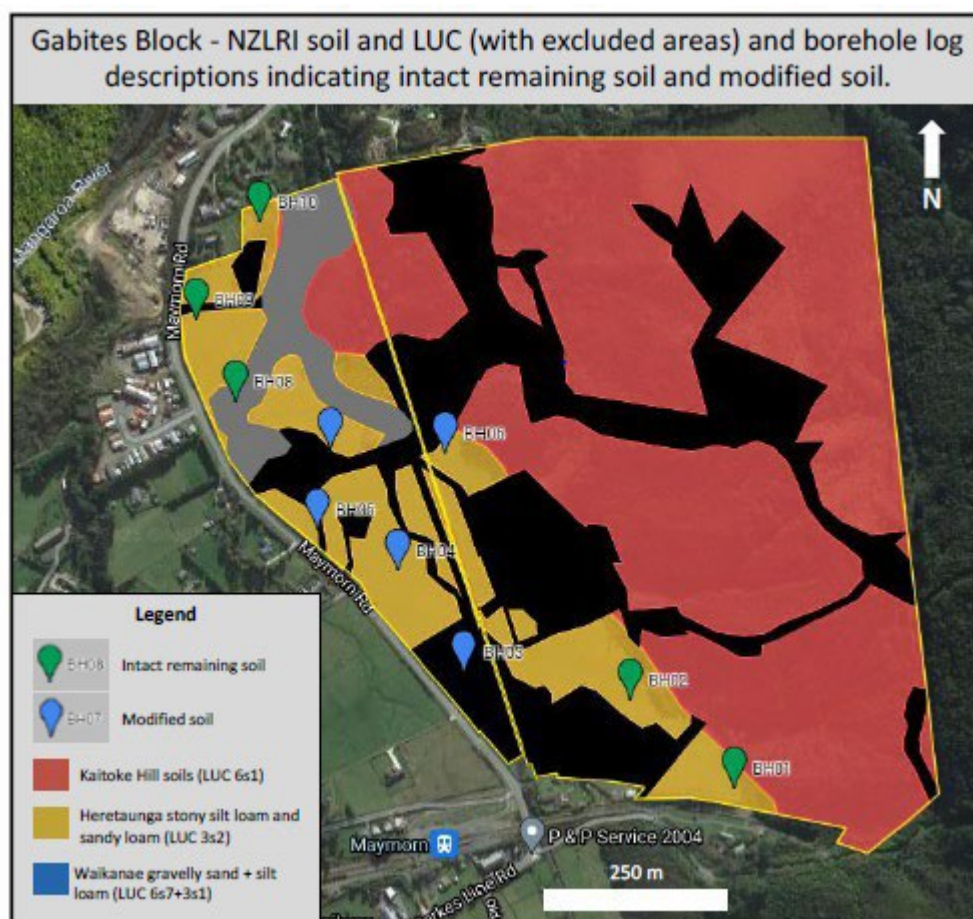 Gabites Block - NZLRI soil and LUC (with excluded areas) and borehole log
descriptions indicating intact remaining soil and modified soil.
N
Mangaroa River
Maymorn Rd
BH10
BH09
BH08
BH06
BH05
BH04
Maymorn Rd
BH03
BH02
BH01
Legend
BH08 Intact remaining soil
BH07 Modified soil
Kaitoke Hill soils (LUC 6s1)
Heretaunga stony silt loam and
sandy loam (LUC 3s2)
Waikanae gravelly sand + silt
loam (LUC 6s7+3s1)
Maymorn
P & P Service 2004
250 m